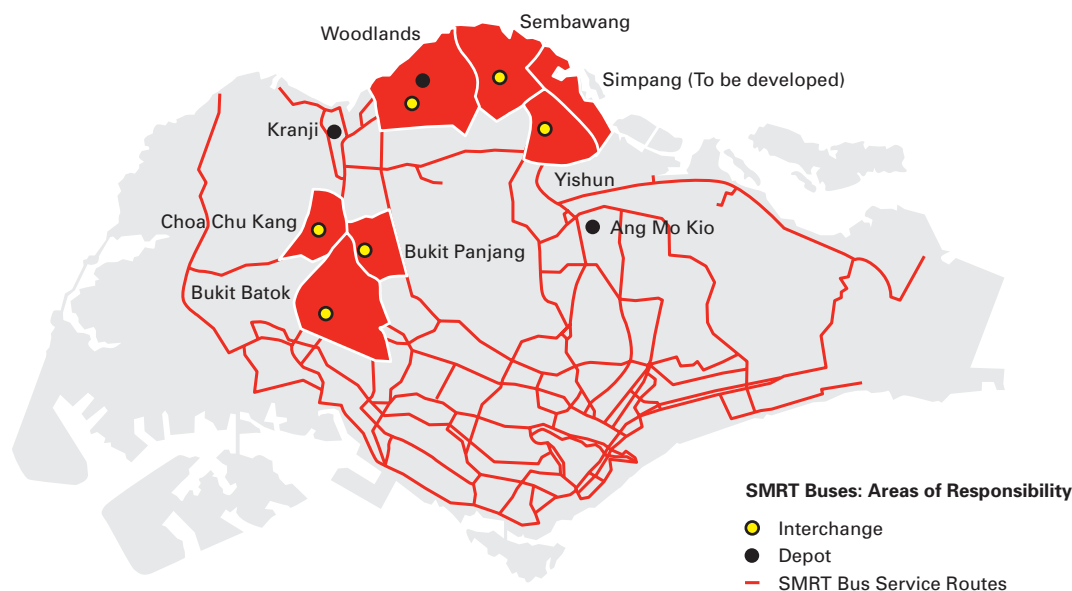 Sembawang
Woodlands
Simpang (To be developed)
Kranji
Yishun
Choa Chu Kang
Ang Mo Kio
Bukit Panjang
Bukit Batok
SMRT Buses: Areas of Responsibility
Interchange
Depot
SMRT Bus Service Routes